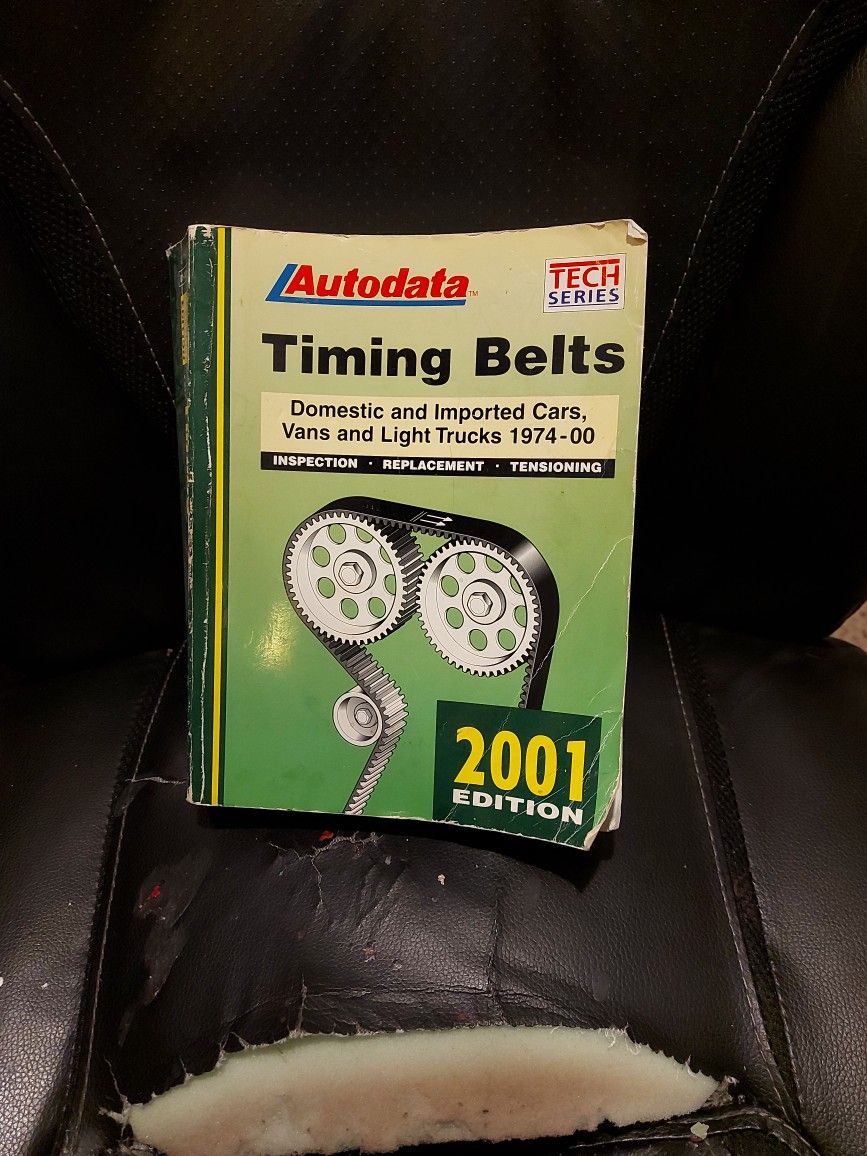 Autodata™
TECH
SERIES
Timing Belts
Domestic and Imported Cars,
Vans and Light Trucks 1974-00
INSPECTION · REPLACEMENT · TENSIONING
2001
EDITION